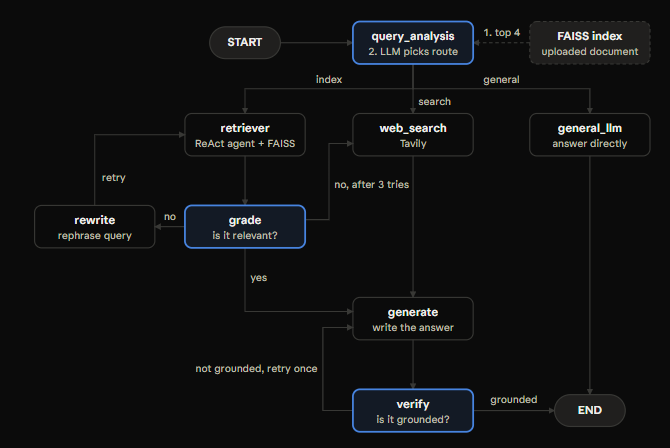 START
query_analysis
2. LLM picks route
1. top 4
FAISS index
uploaded document
index
search
general
retriever
ReAct agent + FAISS
web_search
Tavily
general_llm
answer directly
retry
no, after 3 tries
rewrite
rephrase query
no
grade
is it relevant?
yes
generate
write the answer
not grounded, retry once
verify
is it grounded?
grounded
END